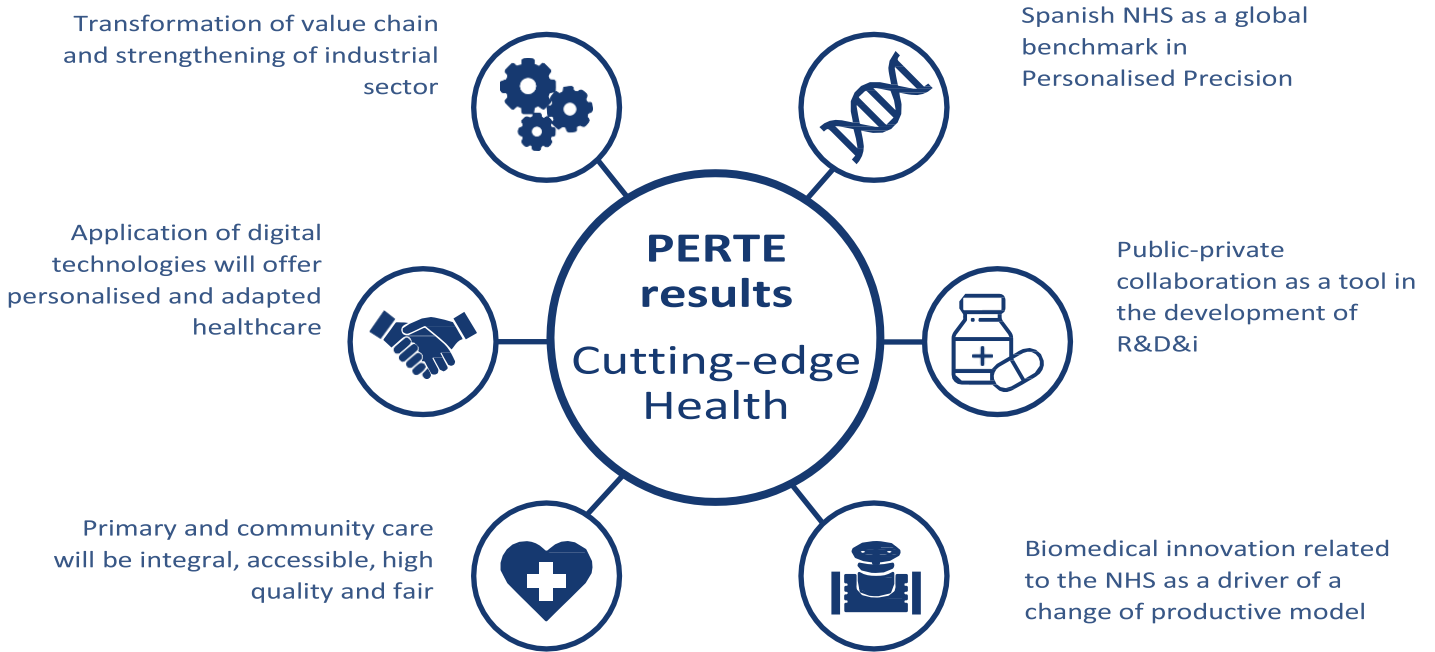 Transformation of value chain
and strengthening of industrial
sector
Spanish NHS as a global
benchmark in
Personalised Precision
Application of digital
technologies will offer
personalised and adapted
healthcare
PERTE
results
Cutting-edge
Health
Public-private
collaboration as a tool in
the development of
R&D&i
Primary and community care
will be integral, accessible, high
quality and fair
Biomedical innovation related
to the NHS as a driver of a
change of productive model